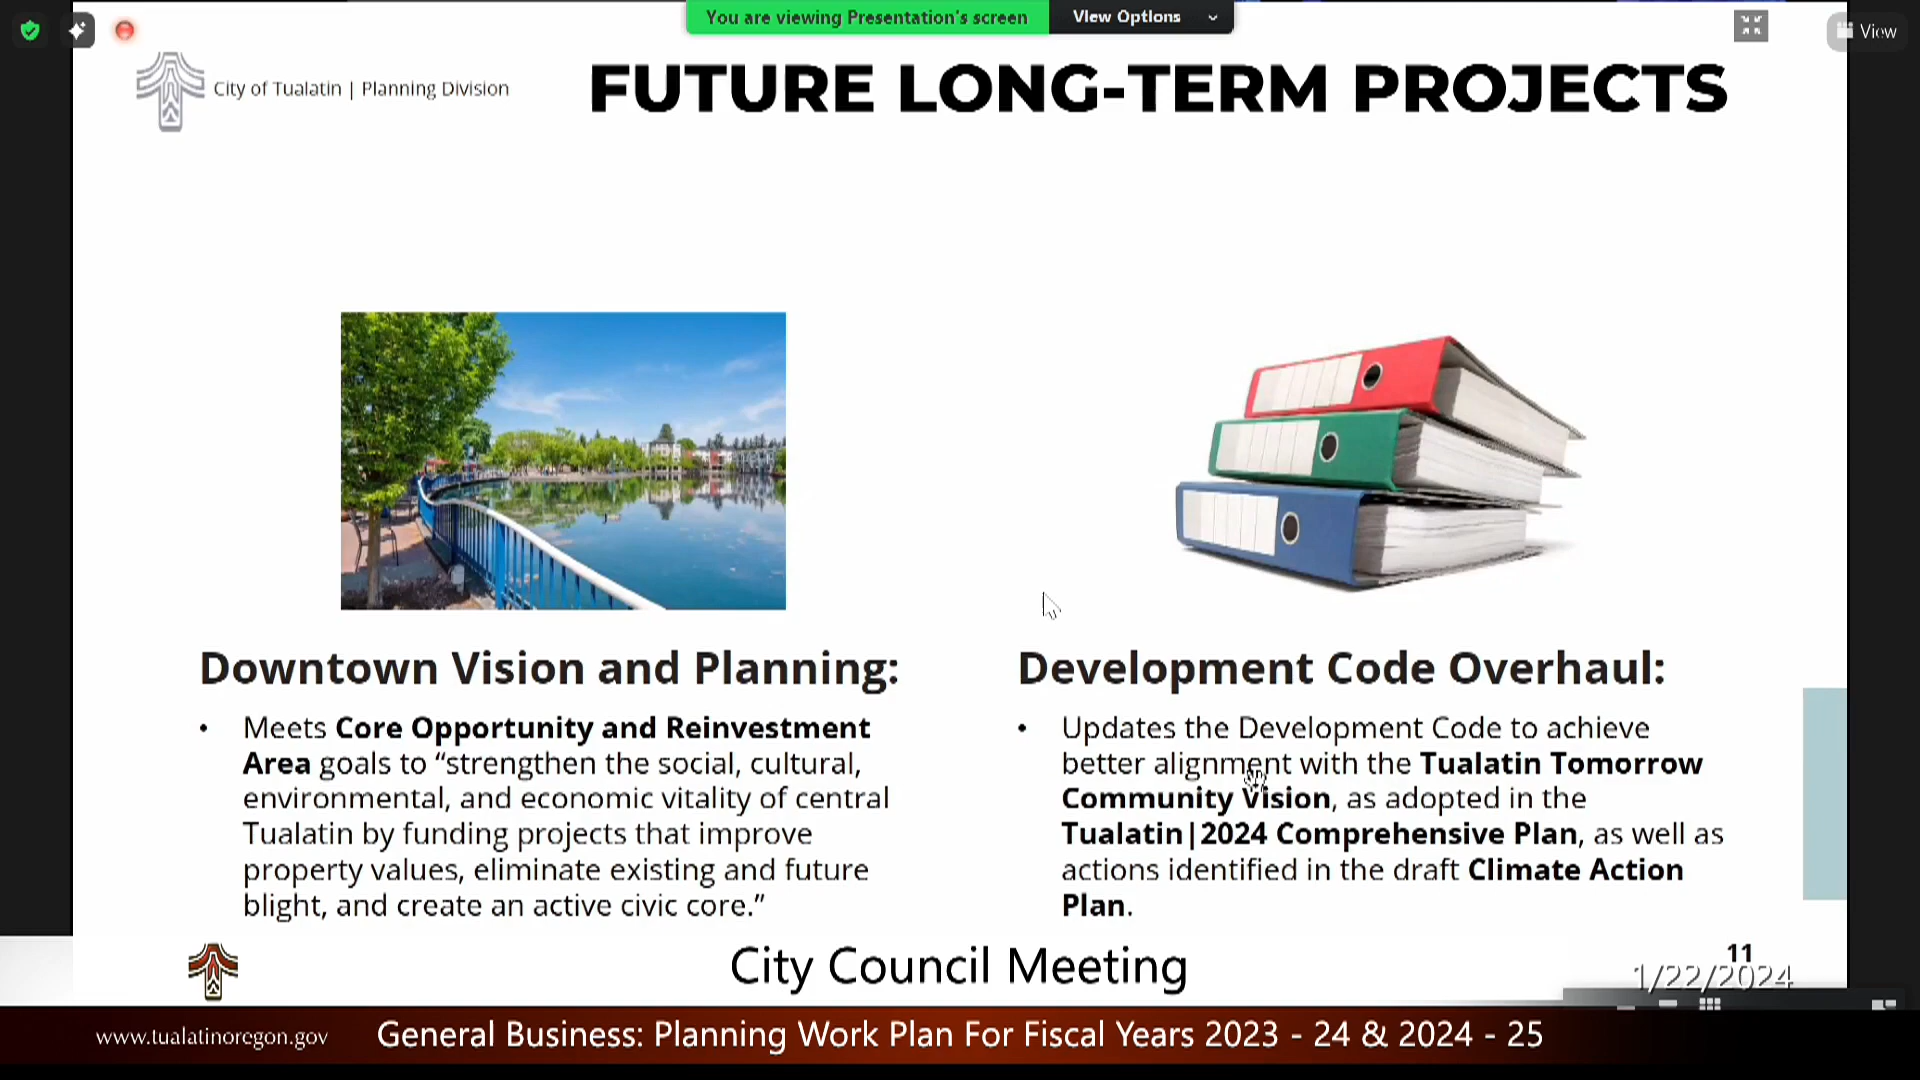 You are viewing Presentation's screen
View Options
View
City of Tualatin | Planning Division
FUTURE LONG-TERM PROJECTS
Downtown Vision and Planning:
• Meets Core Opportunity and Reinvestment
Area goals to “strengthen the social, cultural,
environmental, and economic vitality of central
Tualatin by funding projects that improve
property values, eliminate existing and future
blight, and create an active civic core.”
Development Code Overhaul:
• Updates the Development Code to achieve
better alignment with the Tualatin Tomorrow
Community Vision, as adopted in the
Tualatin|2024 Comprehensive Plan, as well as
actions identified in the draft Climate Action
Plan.
City Council Meeting
11
1/22/2024
www.tualatinoregon.gov
General Business: Planning Work Plan For Fiscal Years 2023 - 24 & 2024 - 25